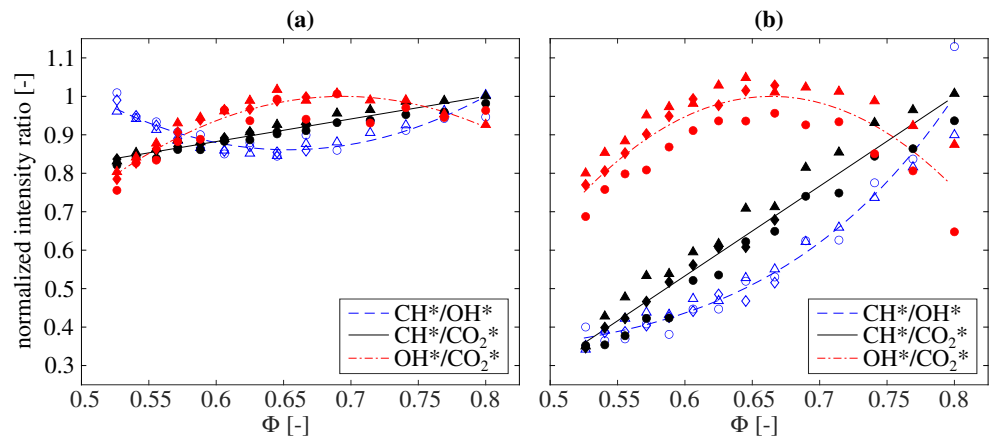 (a)
normalized intensity ratio [-]
1.1
1
0.9
0.8
0.7
0.6
0.5
0.4
0.3
CH*/OH*
CH*/CO₂*
OH*/CO₂*
0.5 0.55 0.6 0.65 0.7 0.75 0.8
Φ [-]
(b)
CH*/OH*
CH*/CO₂*
OH*/CO₂*
0.5 0.55 0.6 0.65 0.7 0.75 0.8
Φ [-]